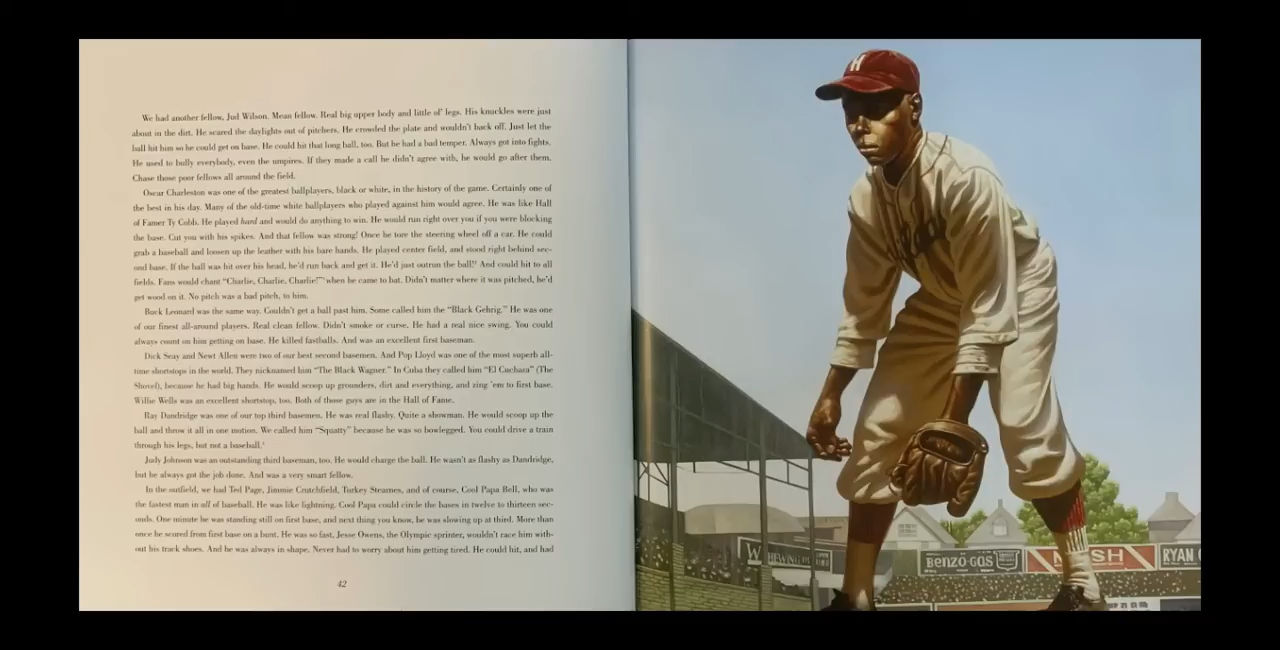 We had another fellow, Jud Wilson. Mean fellow. Real big upper body and little ol' legs. His knuckles were just
about in the dirt. He scared the daylights out of pitchers. He crowded the plate and wouldn't back off. Just let the
ball hit him so he could get on base. He could hit that long ball, too. But he had a bad temper. Always got into fights.
He used to bully everybody, even the umpires. If they made a call he didn't agree with, he would go after them.
Chase those poor fellows all around the field.
Oscar Charleston was one of the greatest ballplayers, black or white, in the history of the game. Certainly one of
the best in his day. Many of the old-time white ballplayers who played against him would agree. He was like Hall
of Famer Ty Cobb. He played hard and would do anything to win. He would run right over you if you were blocking
the base. Cut you with his spikes. And that fellow was strong! Once he tore the steering wheel off a car. He could
grab a baseball and loosen up the leather with his bare hands. He played center field, and stood right behind sec-
ond base. If the ball was hit over his head, he'd run back and get it. He'd just outrun the ball!" And could hit to all
fields. Fans would chant "Charlie, Charlie, Charlie!" when he came to bat. Didn't matter where it was pitched, he'd
get wood on it. No pitch was a bad pitch, to him.
Buck Leonard was the same way. Couldn't get a ball past him. Some called him the "Black Gehrig." He was one
of our finest all-around players. Real clean fellow. Didn't smoke or curse. He had a real nice swing. You could
always count on him getting on base. He killed fastballs. And was an excellent first baseman.
Dick Seay and Newt Allen were two of our best second basemen. And Pop Lloyd was one of the most superb all-
time shortstops in the world. They nicknamed him "The Black Wagner." In Cuba they called him "El Cuchara" (The
Shovel), because he had big hands. He would scoop up grounders, dirt and everything, and zing 'em to first base.
Willie Wells was an excellent shortstop, too. Both of those guys are in the Hall of Fame.
Ray Dandridge was one of our top third basemen. He was real flashy. Quite a showman. He would scoop up the
ball and throw it all in one motion. We called him "Squatty" because he was so bowlegged. You could drive a train
through his legs, but not a baseball.
Judy Johnson was an outstanding third baseman, too. He would charge the ball. He wasn't as flashy as Dandridge,
but he always got the job done. And was a very smart fellow.
In the outfield, we had Ted Page, Jimmie Crutchfield, Turkey Stearnes, and of course, Cool Papa Bell, who was
the fastest man in all of baseball. He was like lightning. Cool Papa could circle the bases in twelve to thirteen sec-
onds. One minute he was standing still on first base, and next thing you know, he was slowing up at third. More than
once he scored from first base on a bunt. He was so fast, Jesse Owens, the Olympic sprinter, wouldn't race him with-
out his track shoes. And he was always in shape. Never had to worry about him getting tired. He could hit, and had
42
H
BENZO-GAS
RYAN